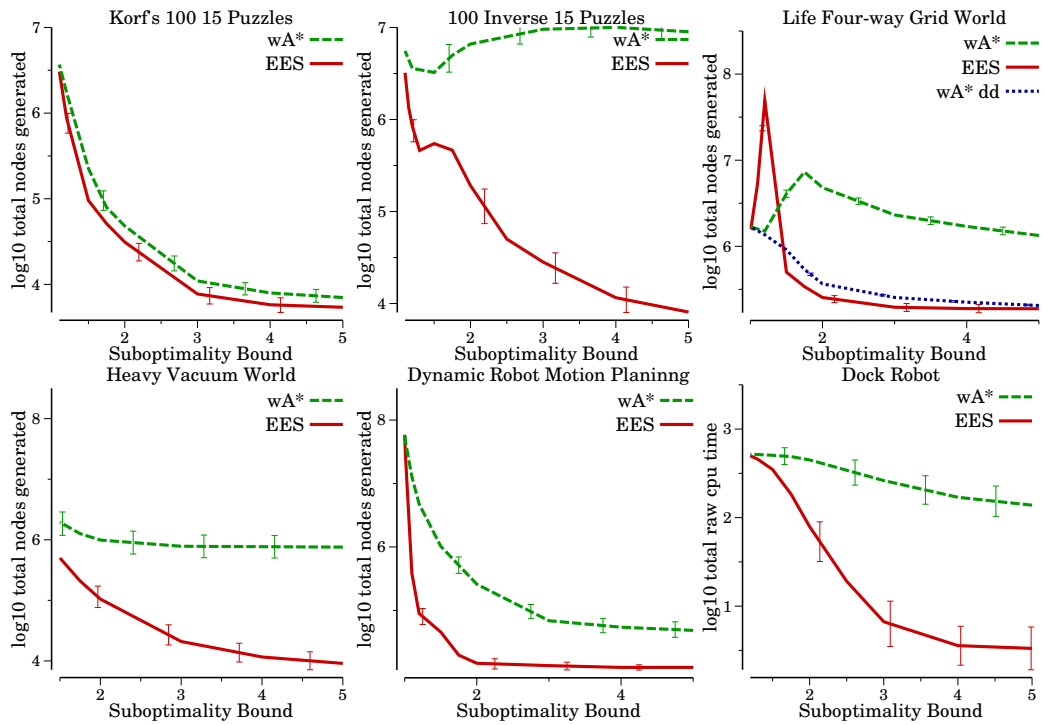 Korf's 100 15 Puzzles
wA*
EES
log10 total nodes generated
7
6
5
4
2
3
4
5
Suboptimality Bound
100 Inverse 15 Puzzles
wA*
EES
log10 total nodes generated
7
6
5
4
2
3
4
5
Suboptimality Bound
Life Four-way Grid World
wA*
EES
wA* dd
log10 total nodes generated
8
6
2
4
Suboptimality Bound
Heavy Vacuum World
wA*
EES
log10 total nodes generated
8
6
4
2
3
4
5
Suboptimality Bound
Dynamic Robot Motion Planinng
wA*
EES
log10 total nodes generated
8
6
2
4
Suboptimality Bound
Dock Robot
wA*
EES
log10 total raw cpu time
3
2
1
2
3
4
5
Suboptimality Bound